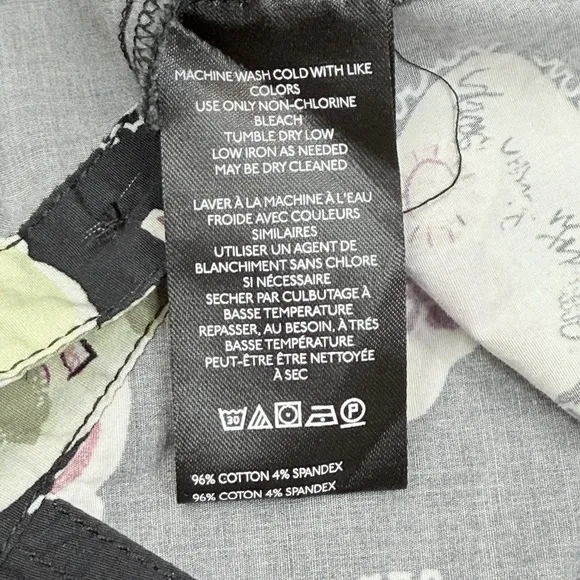 MACHINE WASH COLD WITH LIKE
COLORS
USE ONLY NON-CHLORINE
BLEACH
TUMBLE DRY LOW
LOW IRON AS NEEDED
MAY BE DRY CLEANED
LAVER À LA MACHINE À L'EAU
FROIDE AVEC COULEURS
SIMILAIRES
UTILISER UN AGENT DE
BLANCHIMENT SANS CHLORE
SI NÉCESSAIRE
SECHER PAR CULBUTAGE À
BASSE TEMPÉRATURE
REPASSER, AU BESOIN, À TRÉS
BASSE TEMPÉRATURE
PEUT-ÊTRE ÊTRE NETTOYÉE
À SEC
30 P
96% COTTON 4% SPANDEX
96% COTON 4% SPANDEX